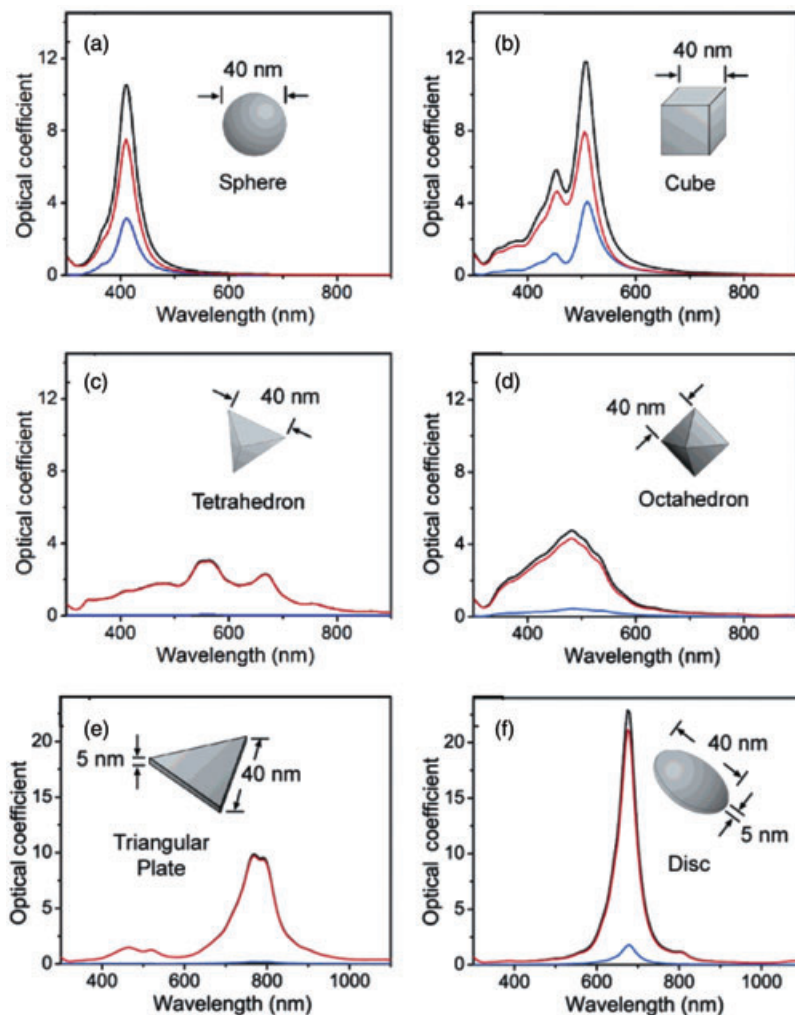 (a)
40 nm
Sphere
Optical coefficient
12
8
4
0
400 600 800
Wavelength (nm)
(b)
40 nm
Cube
Optical coefficient
12
8
4
0
400 600 800
Wavelength (nm)
(c)
40 nm
Tetrahedron
Optical coefficient
12
8
4
0
400 600 800
Wavelength (nm)
(d)
40 nm
Octahedron
Optical coefficient
12
8
4
0
400 600 800
Wavelength (nm)
(e)
5 nm
40 nm
Triangular
Plate
Optical coefficient
20
15
10
5
0
400 600 800 1000
Wavelength (nm)
(f)
40 nm
5 nm
Disc
Optical coefficient
20
15
10
5
0
400 600 800 1000
Wavelength (nm)